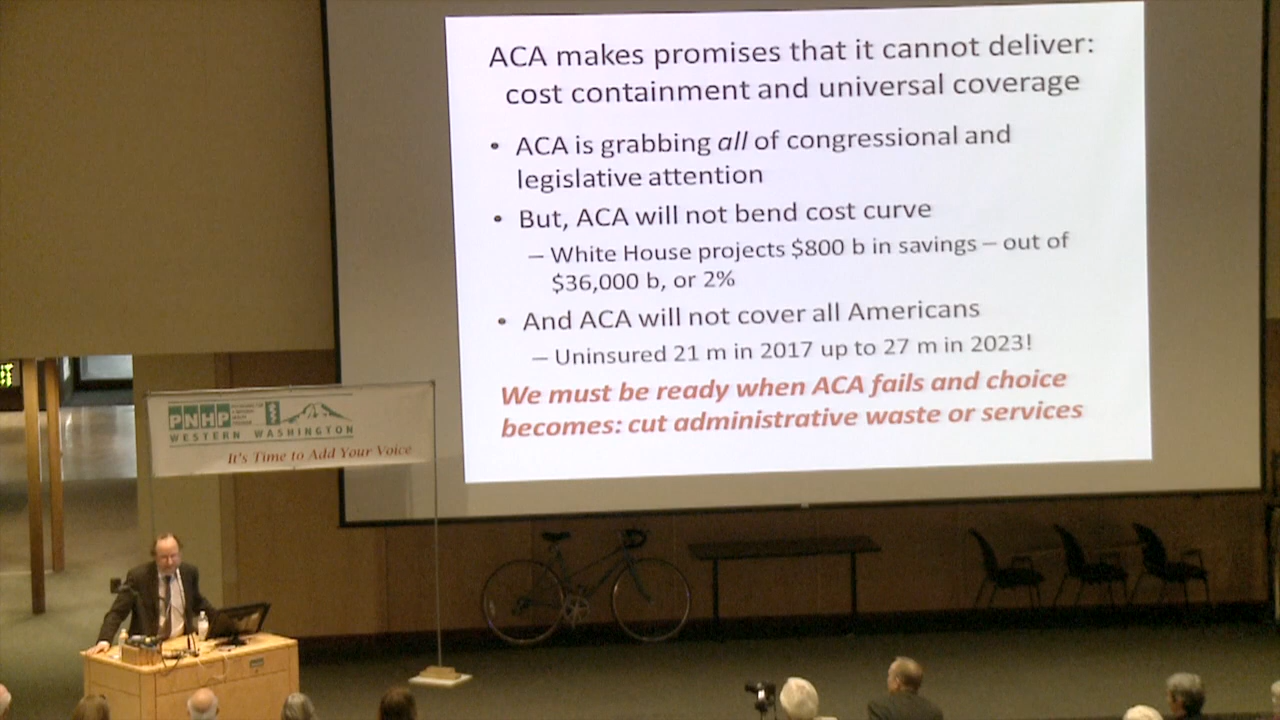 ACA makes promises that it cannot deliver:
cost containment and universal coverage
• ACA is grabbing all of congressional and
legislative attention
• But, ACA will not bend cost curve
– White House projects $800 b in savings – out of
$36,000 b, or 2%
• And ACA will not cover all Americans
– Uninsured 21 m in 2017 up to 27 m in 2023!
We must be ready when ACA fails and choice
becomes: cut administrative waste or services
PNHP
WESTERN WASHINGTON
It's Time to Add Your Voice